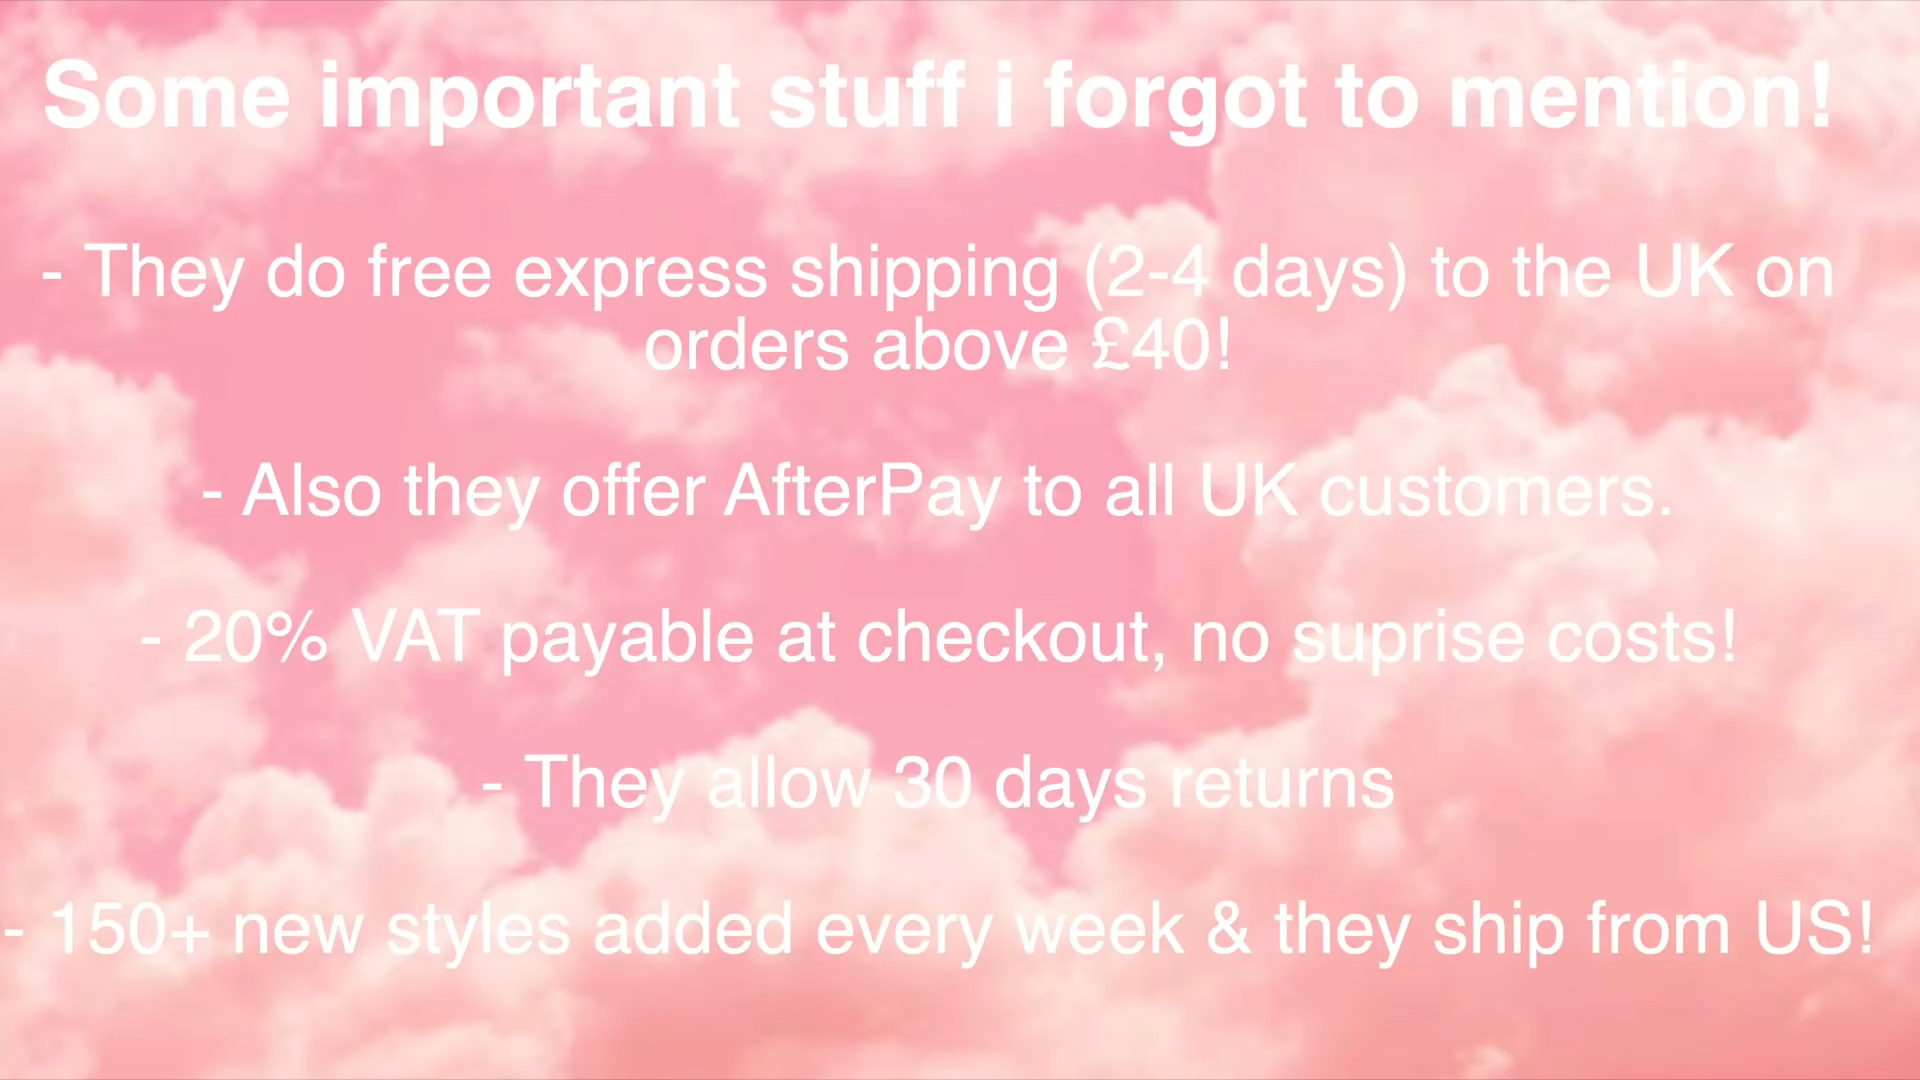 Some important stuff i forgot to mention!
- They do free express shipping (2-4 days) to the UK on
orders above £40!
- Also they offer AfterPay to all UK customers.
- 20% VAT payable at checkout, no suprise costs!
- They allow 30 days returns
- 150+ new styles added every week & they ship from US!